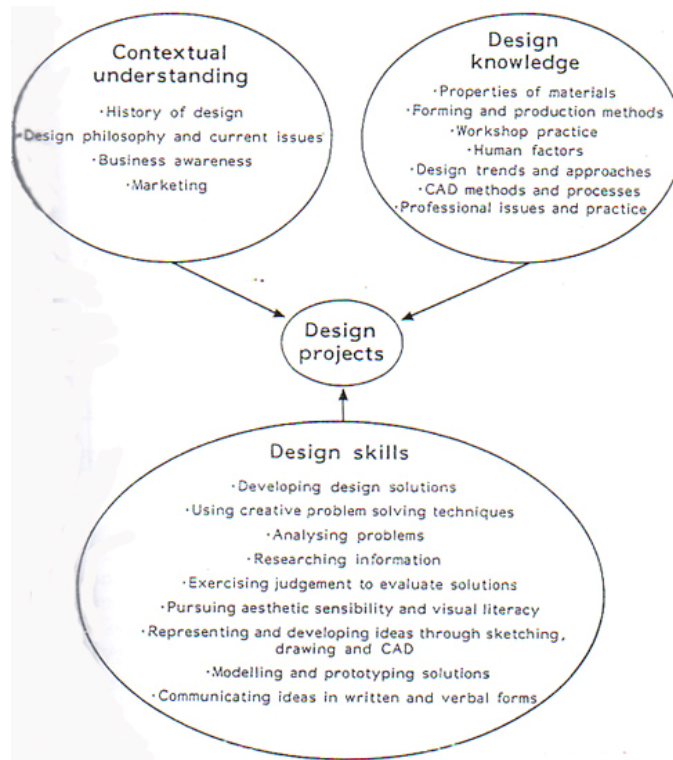 Contextual
understanding
·History of design
·Design philosophy and current issues
·Business awareness
·Marketing
Design
knowledge
·Properties of materials
·Forming and production methods
·Workshop practice
·Human factors
·Design trends and approaches
·CAD methods and processes
·Professional issues and practice
Design
projects
Design skills
·Developing design solutions
·Using creative problem solving techniques
·Analysing problems
·Researching information
·Exercising judgement to evaluate solutions
·Pursuing aesthetic sensibility and visual literacy
·Representing and developing ideas through sketching,
drawing and CAD
·Modelling and prototyping solutions
·Communicating ideas in written and verbal forms